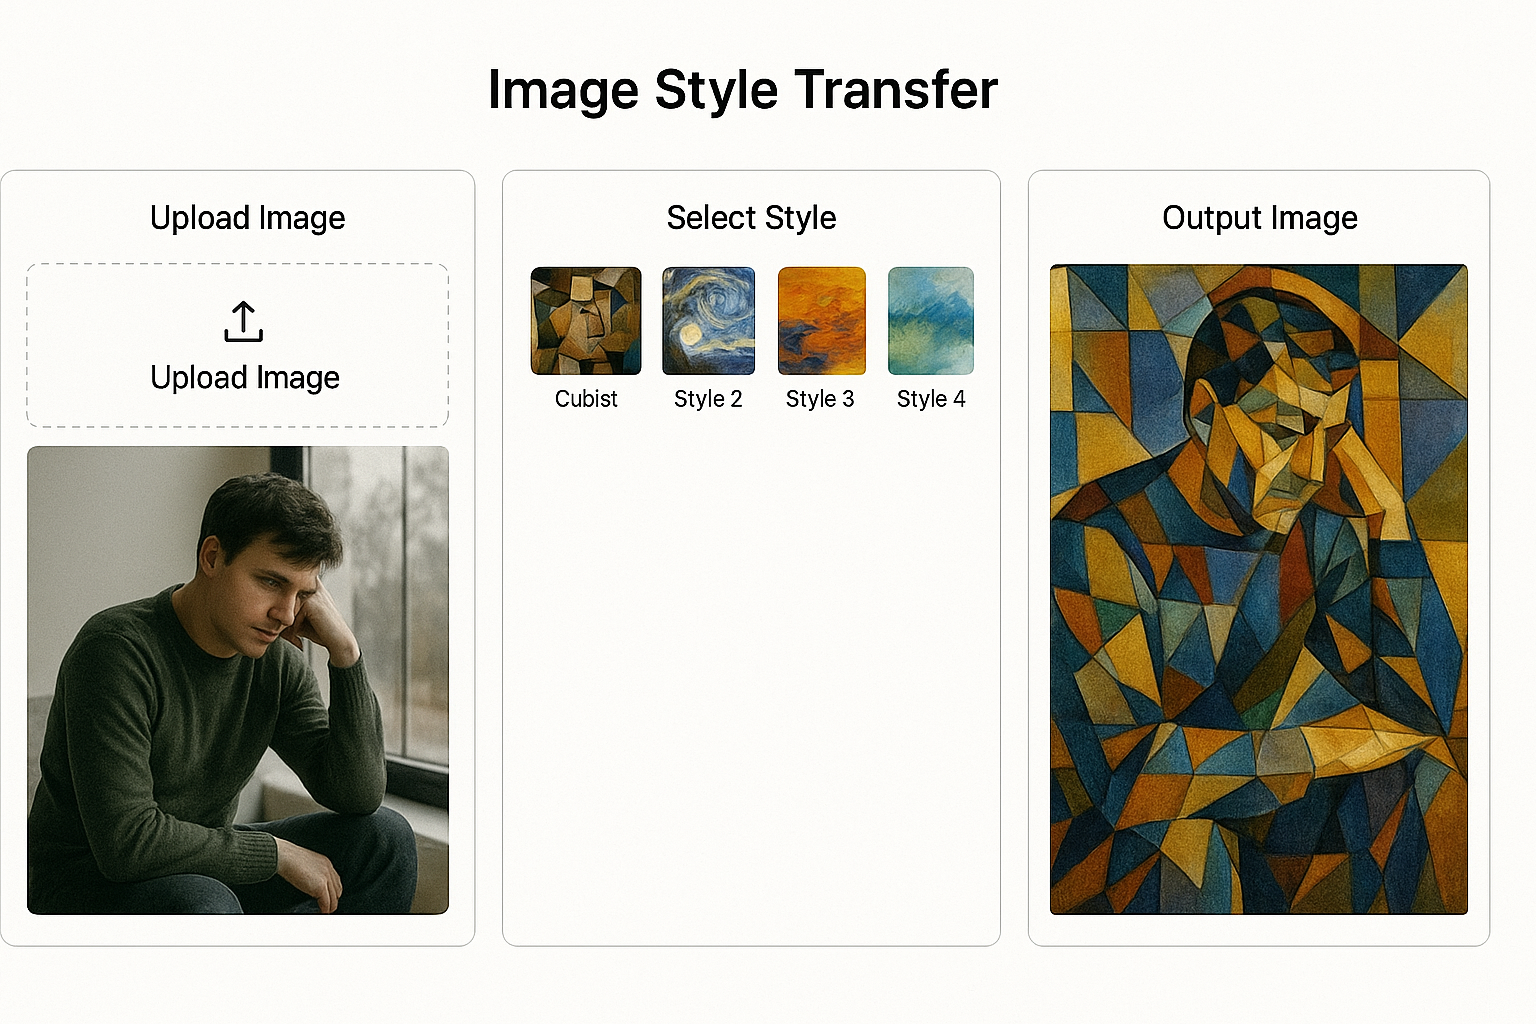 Image Style Transfer
Upload Image
Upload Image
Select Style
Cubist
Style 2
Style 3
Style 4
Output Image